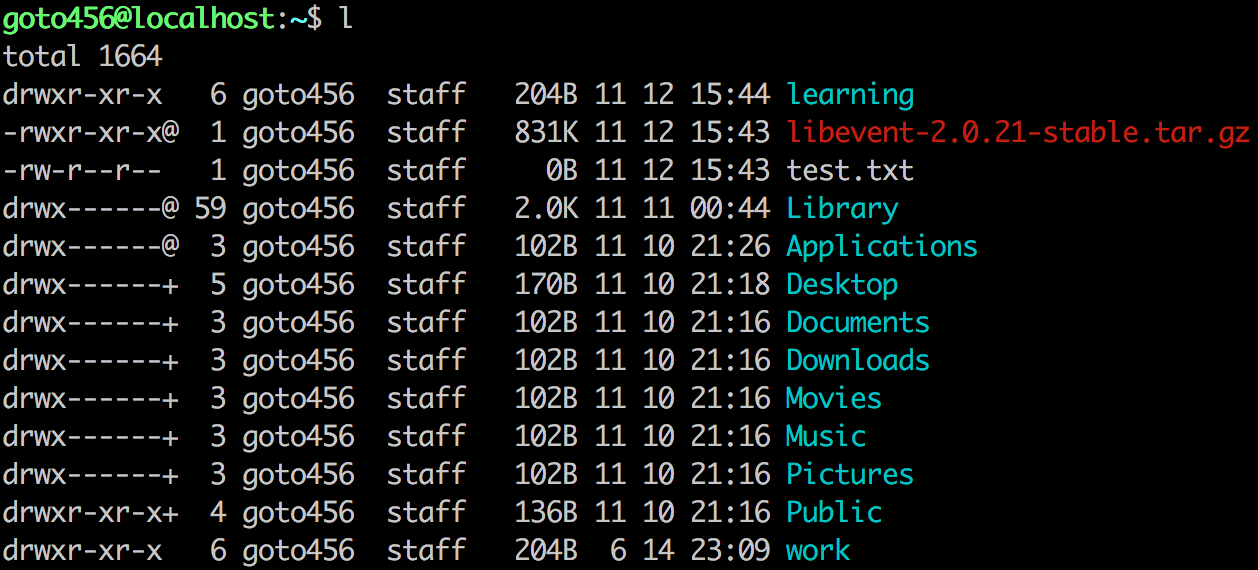 goto456@localhost:~$ l
total 1664
drwxr-xr-x   6 goto456  staff   204B 11 12 15:44 learning
-rwxr-xr-x@  1 goto456  staff   831K 11 12 15:43 libevent-2.0.21-stable.tar.gz
-rw-r--r--   1 goto456  staff     0B 11 12 15:43 test.txt
drwx------@ 59 goto456  staff   2.0K 11 11 00:44 Library
drwx------@  3 goto456  staff   102B 11 10 21:26 Applications
drwx------+  5 goto456  staff   170B 11 10 21:18 Desktop
drwx------+  3 goto456  staff   102B 11 10 21:16 Documents
drwx------+  3 goto456  staff   102B 11 10 21:16 Downloads
drwx------+  3 goto456  staff   102B 11 10 21:16 Movies
drwx------+  3 goto456  staff   102B 11 10 21:16 Music
drwx------+  3 goto456  staff   102B 11 10 21:16 Pictures
drwxr-xr-x+  4 goto456  staff   136B 11 10 21:16 Public
drwxr-xr-x   6 goto456  staff   204B  6 14 23:09 work